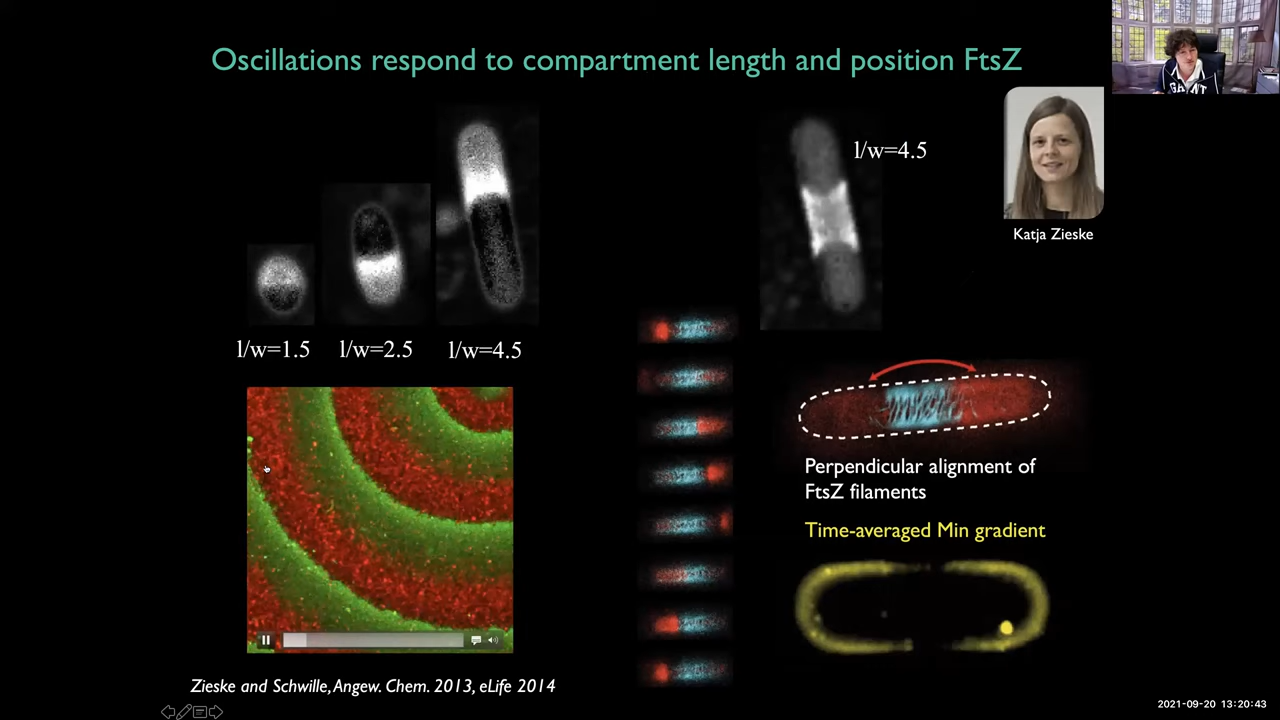 Oscillations respond to compartment length and position FtsZ
l/w=4.5
Katja Zieske
l/w=1.5
l/w=2.5
l/w=4.5
Perpendicular alignment of
FtsZ filaments
Time-averaged Min gradient
Zieske and Schwille, Angew. Chem. 2013, eLife 2014
2021-09-20 13:20:43